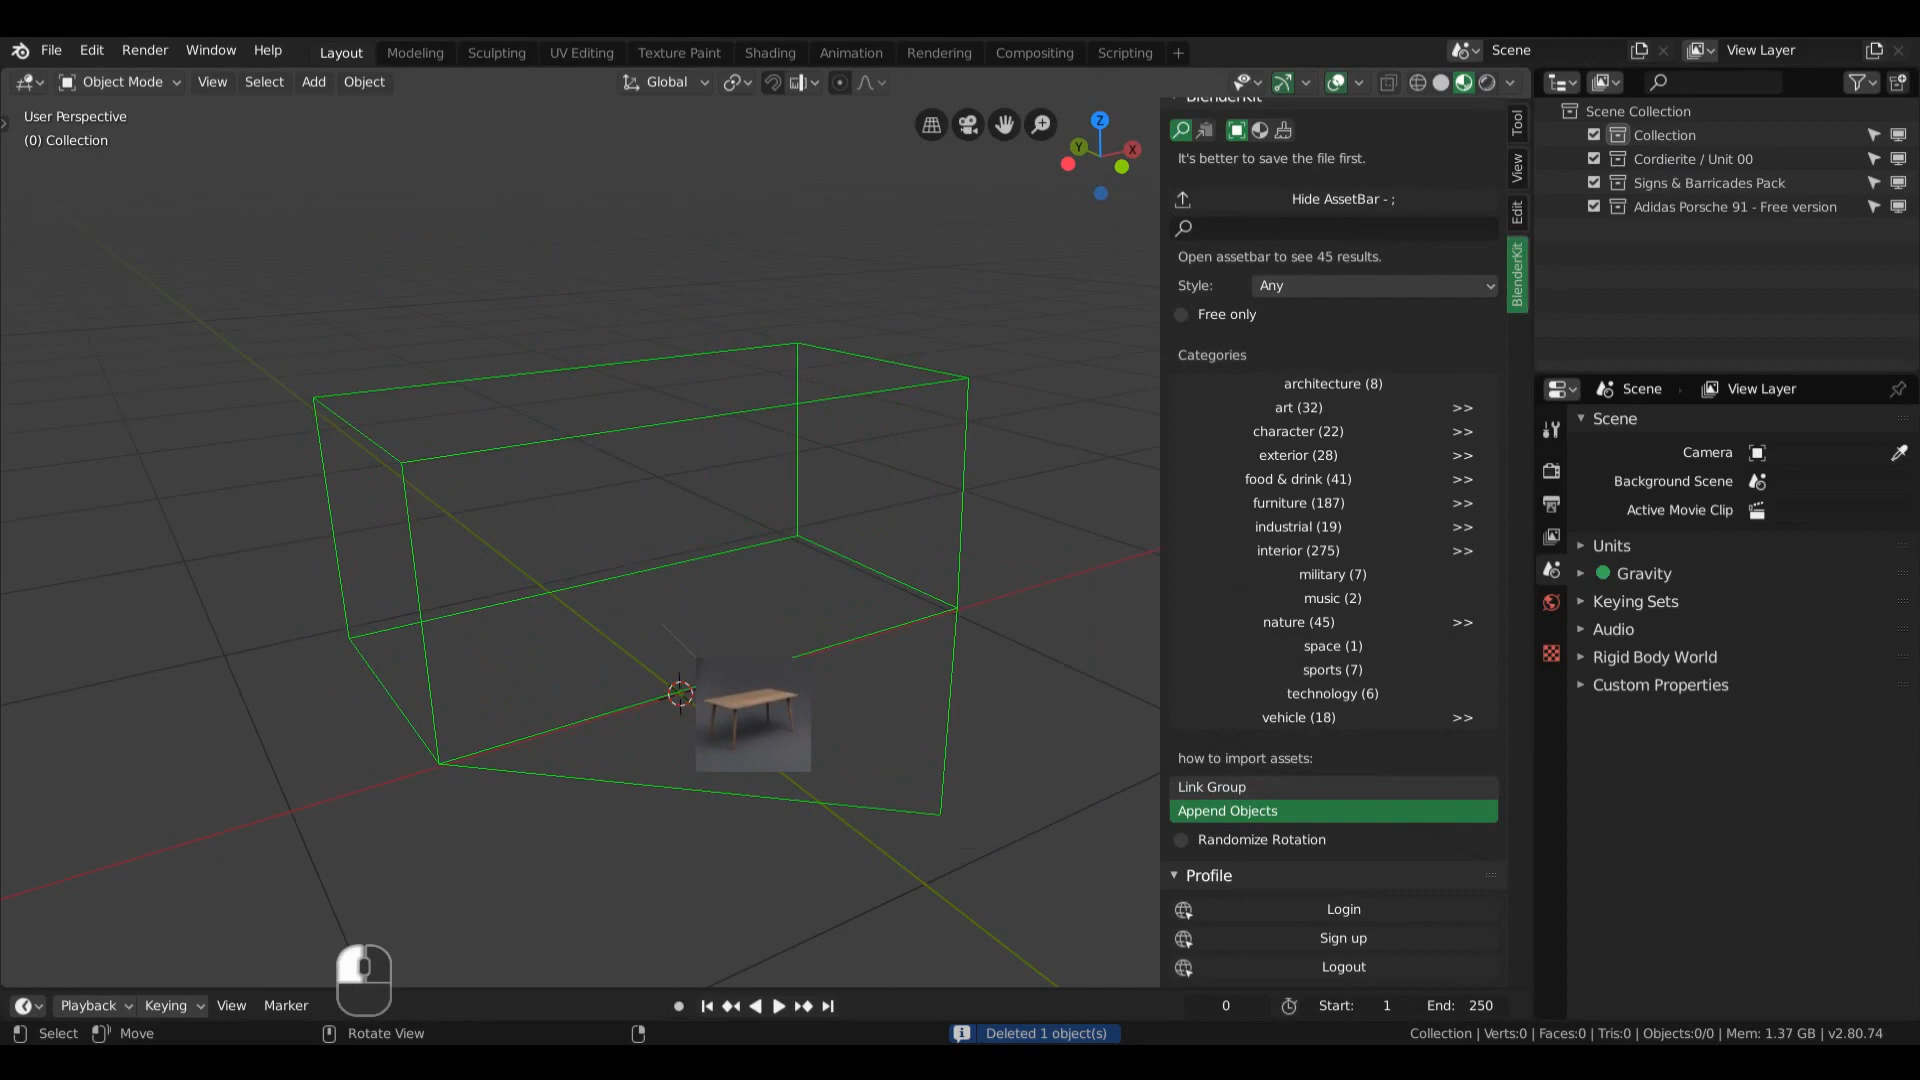 File Edit Render Window Help Layout Modeling Sculpting UV Editing Texture Paint Shading Animation Rendering Compositing Scripting + Scene View Layer
Object Mode View Select Add Object Global
User Perspective
(0) Collection
Z
Y
X
BlenderKit
It's better to save the file first.
Hide AssetBar - ;
Open assetbar to see 45 results.
Style: Any
Free only
Categories
architecture (8)
art (32) >>
character (22) >>
exterior (28) >>
food & drink (41) >>
furniture (187) >>
industrial (19) >>
interior (275) >>
military (7)
music (2)
nature (45) >>
space (1)
sports (7)
technology (6)
vehicle (18) >>
how to import assets:
Link Group
Append Objects
Randomize Rotation
Profile
Login
Sign up
Logout
Tool
View
Edit
BlenderKit
Scene Collection
Collection
Cordierite / Unit 00
Signs & Barricades Pack
Adidas Porsche 91 - Free version
Scene View Layer
Scene
Camera
Background Scene
Active Movie Clip
Units
Gravity
Keying Sets
Audio
Rigid Body World
Custom Properties
Playback Keying View Marker 0 Start: 1 End: 250
Select Move Rotate View Deleted 1 object(s) Collection | Verts:0 | Faces:0 | Tris:0 | Objects:0/0 | Mem: 1.37 GB | v2.80.74